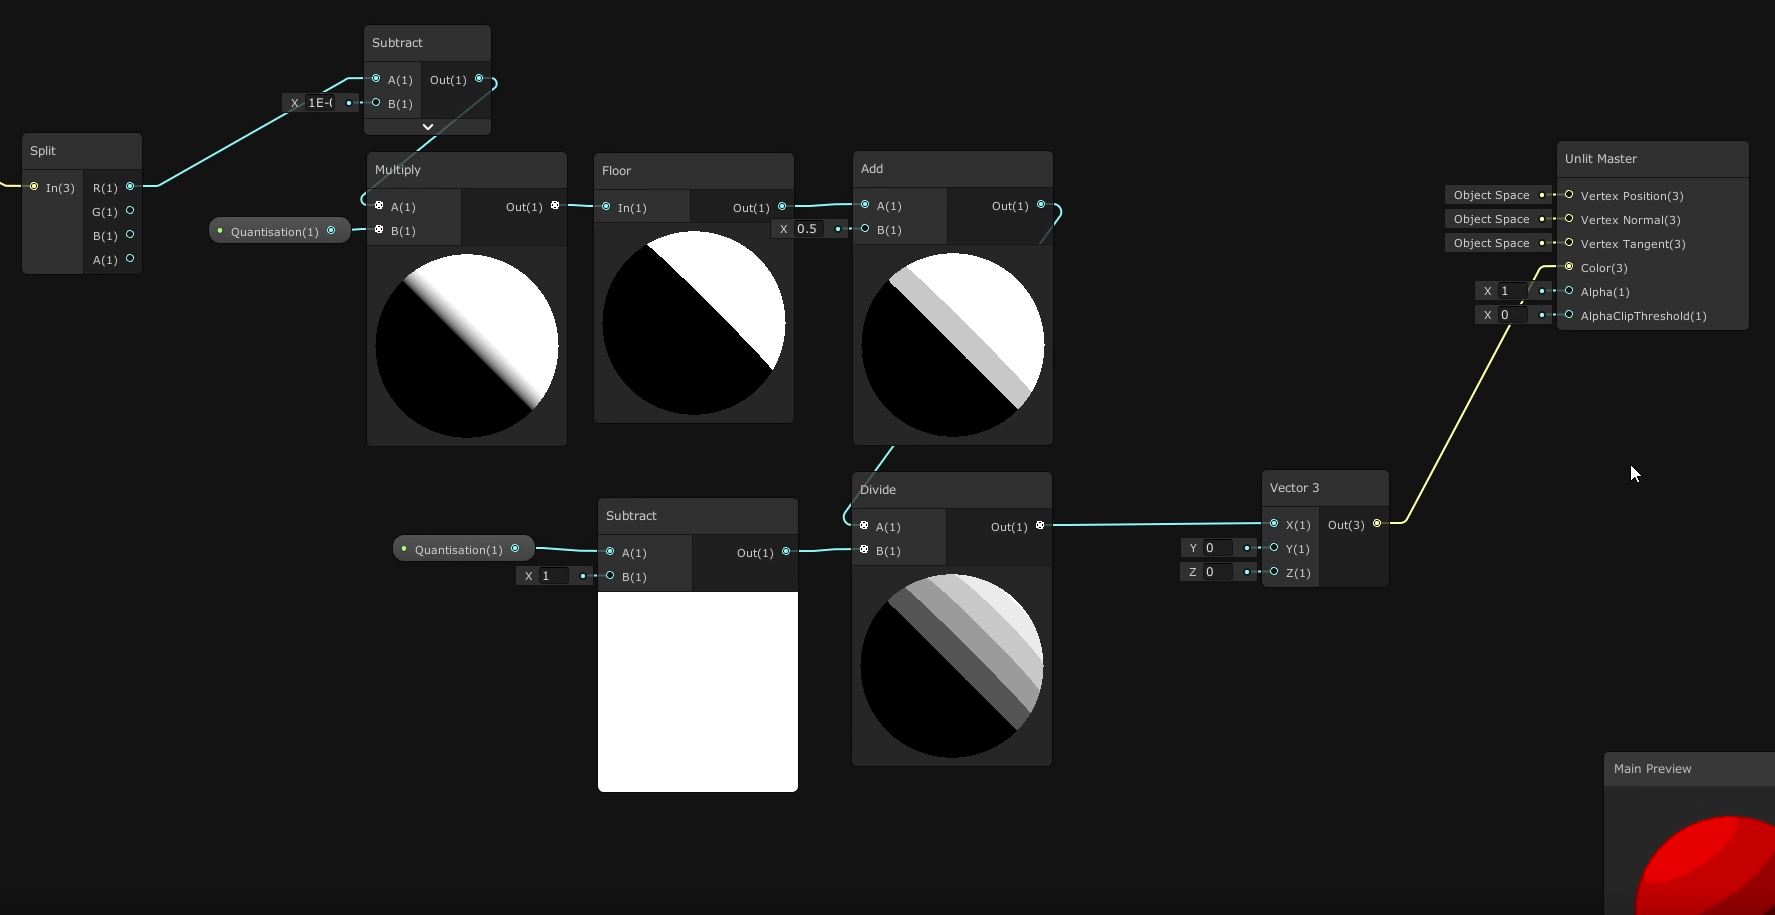 Subtract
A(1)
Out(1)
X 1E-(
B(1)
Split
In(3)
R(1)
G(1)
B(1)
A(1)
Multiply
A(1)
Out(1)
Quantisation(1)
B(1)
Floor
In(1)
Out(1)
Add
A(1)
Out(1)
X 0.5
B(1)
Unlit Master
Object Space
Vertex Position(3)
Object Space
Vertex Normal(3)
Object Space
Vertex Tangent(3)
Color(3)
X 1
Alpha(1)
X 0
AlphaClipThreshold(1)
Subtract
Quantisation(1)
A(1)
Out(1)
X 1
B(1)
Divide
A(1)
Out(1)
B(1)
Vector 3
X(1)
Out(3)
Y 0
Y(1)
Z 0
Z(1)
Main Preview